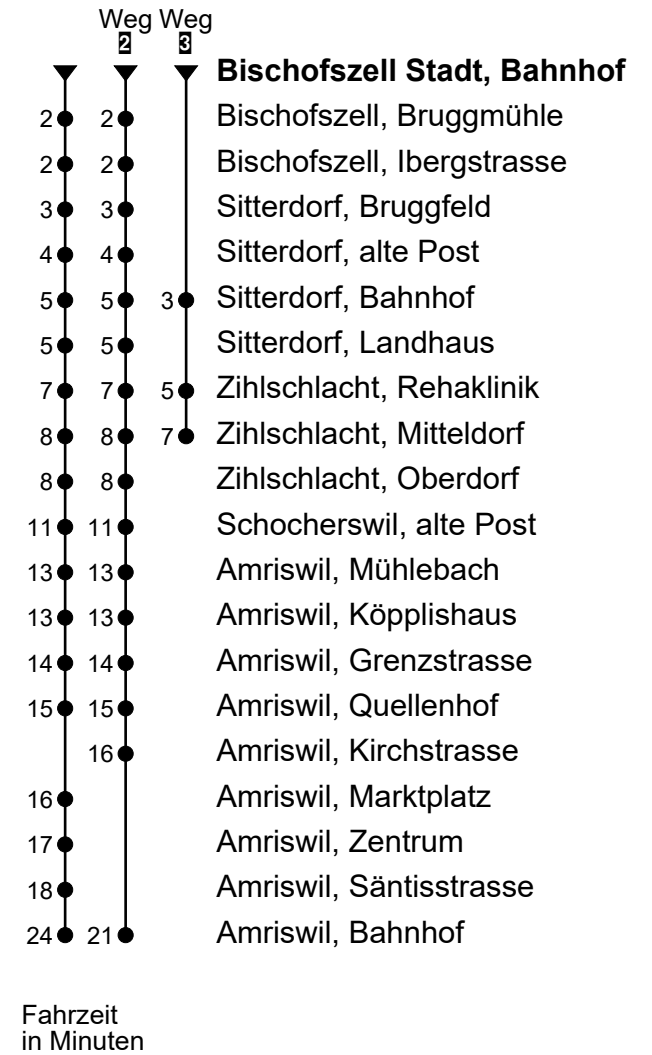 Weg Weg
2 3
Bischofszell Stadt, Bahnhof
2 2 Bischofszell, Bruggmühle
2 2 Bischofszell, Ibergstrasse
3 3 Sitterdorf, Bruggfeld
4 4 Sitterdorf, alte Post
5 5 3 Sitterdorf, Bahnhof
5 5 Sitterdorf, Landhaus
7 7 5 Zihlschlacht, Rehaklinik
8 8 7 Zihlschlacht, Mitteldorf
8 8 Zihlschlacht, Oberdorf
11 11 Schocherswil, alte Post
13 13 Amriswil, Mühlebach
13 13 Amriswil, Köpplishaus
14 14 Amriswil, Grenzstrasse
15 15 Amriswil, Quellenhof
16 Amriswil, Kirchstrasse
16 Amriswil, Marktplatz
17 Amriswil, Zentrum
18 Amriswil, Säntisstrasse
24 21 Amriswil, Bahnhof
Fahrzeit
in Minuten